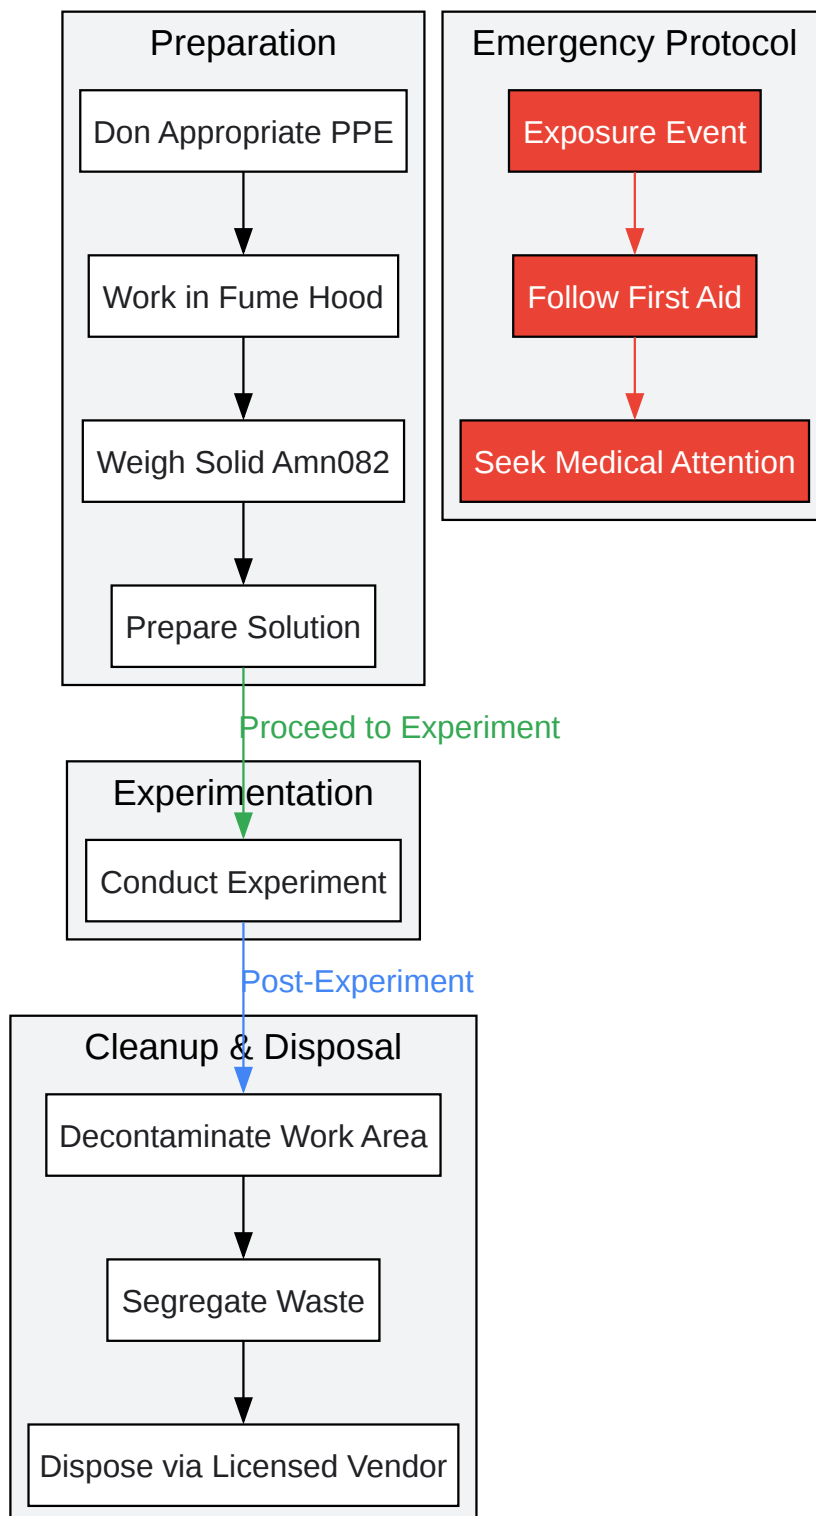 Preparation
Don Appropriate PPE
Work in Fume Hood
Weigh Solid Amn082
Prepare Solution
Emergency Protocol
Exposure Event
Follow First Aid
Seek Medical Attention
Proceed to Experiment
Experimentation
Conduct Experiment
Post-Experiment
Cleanup & Disposal
Decontaminate Work Area
Segregate Waste
Dispose via Licensed Vendor